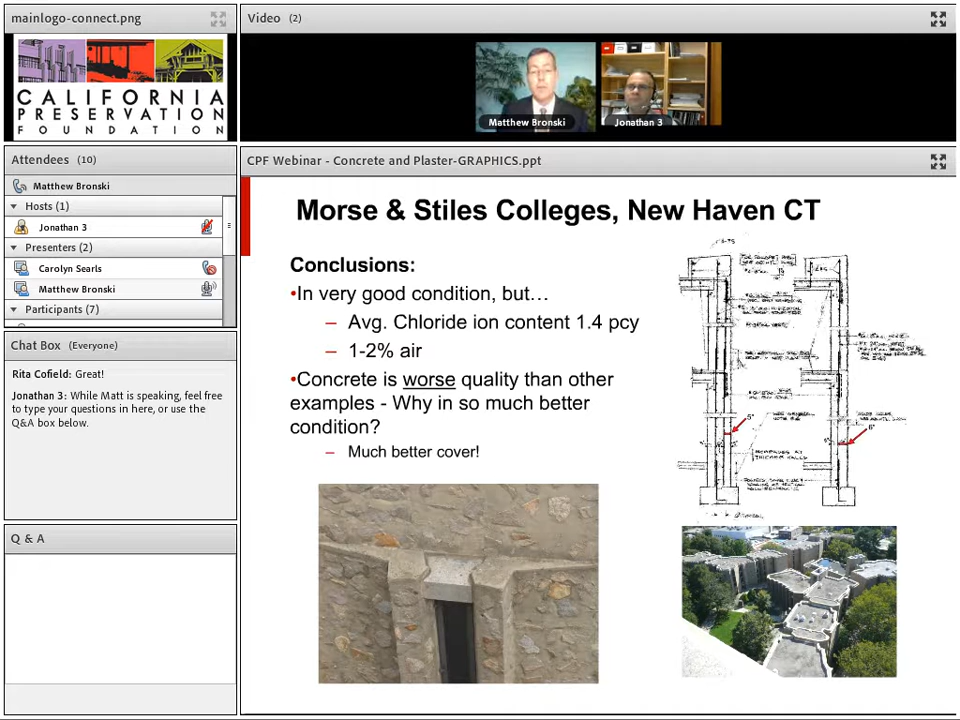 mainlogo-connect.png
CALIFORNIA
PRESERVATION
FOUNDATION
Video (2)
Matthew Bronski
Jonathan 3
Attendees (10)
Matthew Bronski
Hosts (1)
Jonathan 3
Presenters (2)
Carolyn Searls
Matthew Bronski
Participants (7)
Chat Box (Everyone)
Rita Cofield: Great!
Jonathan 3: While Matt is speaking, feel free
to type your questions in here, or use the
Q&A box below.
Q & A
CPF Webinar - Concrete and Plaster-GRAPHICS.ppt
Morse & Stiles Colleges, New Haven CT
Conclusions:
•In very good condition, but…
– Avg. Chloride ion content 1.4 pcy
– 1-2% air
•Concrete is worse quality than other
examples - Why in so much better
condition?
– Much better cover!
5"
6"